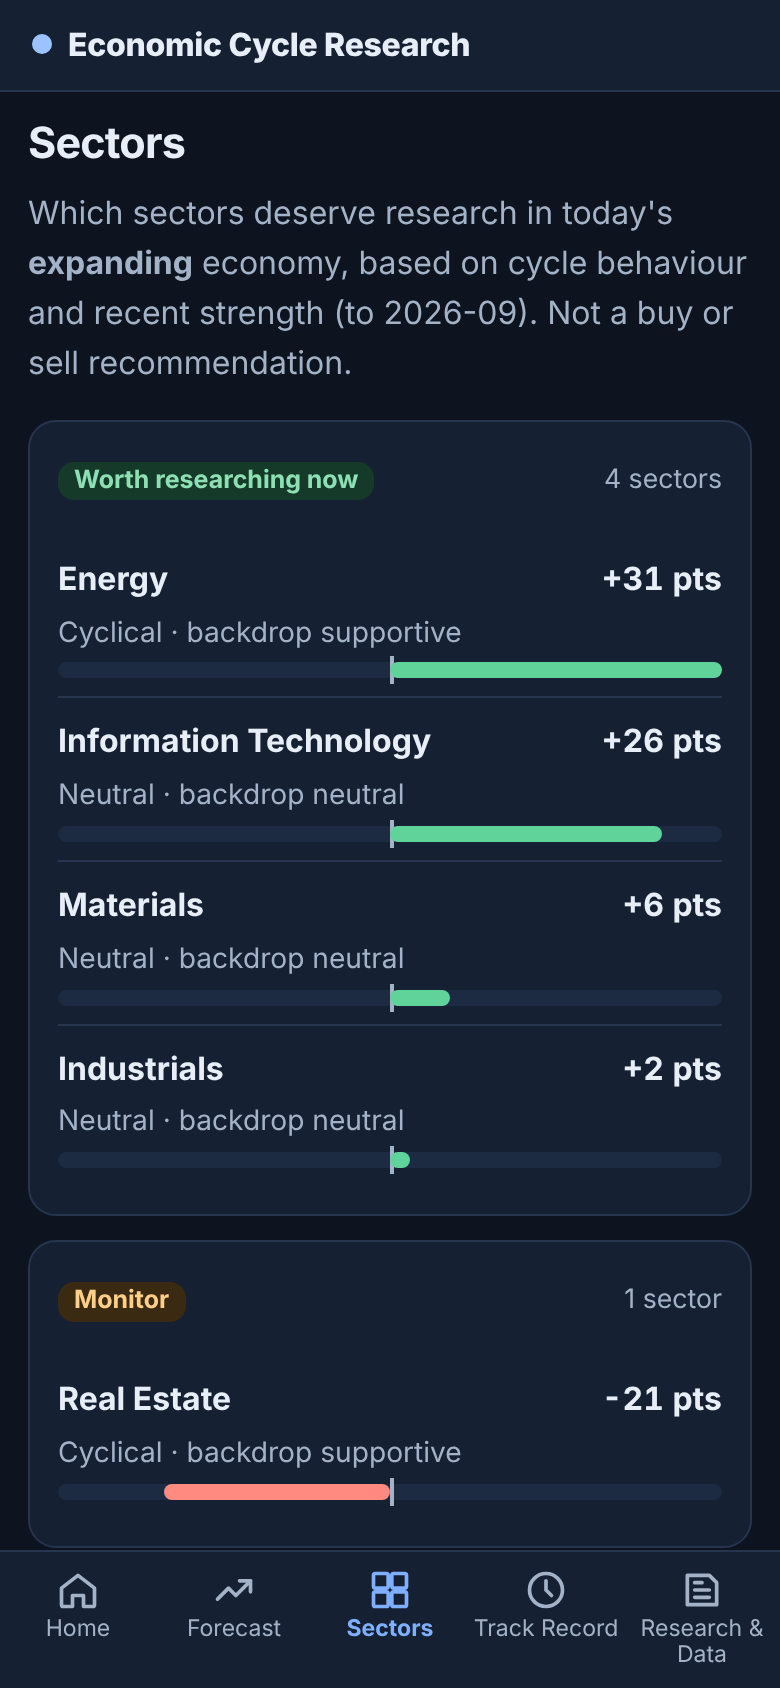 Economic Cycle Research
Sectors
Which sectors deserve research in today's
expanding economy, based on cycle behaviour
and recent strength (to 2026-09). Not a buy or
sell recommendation.
Worth researching now
4 sectors
Energy
+31 pts
Cyclical · backdrop supportive
Information Technology
+26 pts
Neutral · backdrop neutral
Materials
+6 pts
Neutral · backdrop neutral
Industrials
+2 pts
Neutral · backdrop neutral
Monitor
1 sector
Real Estate
-21 pts
Cyclical · backdrop supportive
Home
Forecast
Sectors
Track Record
Research &
Data